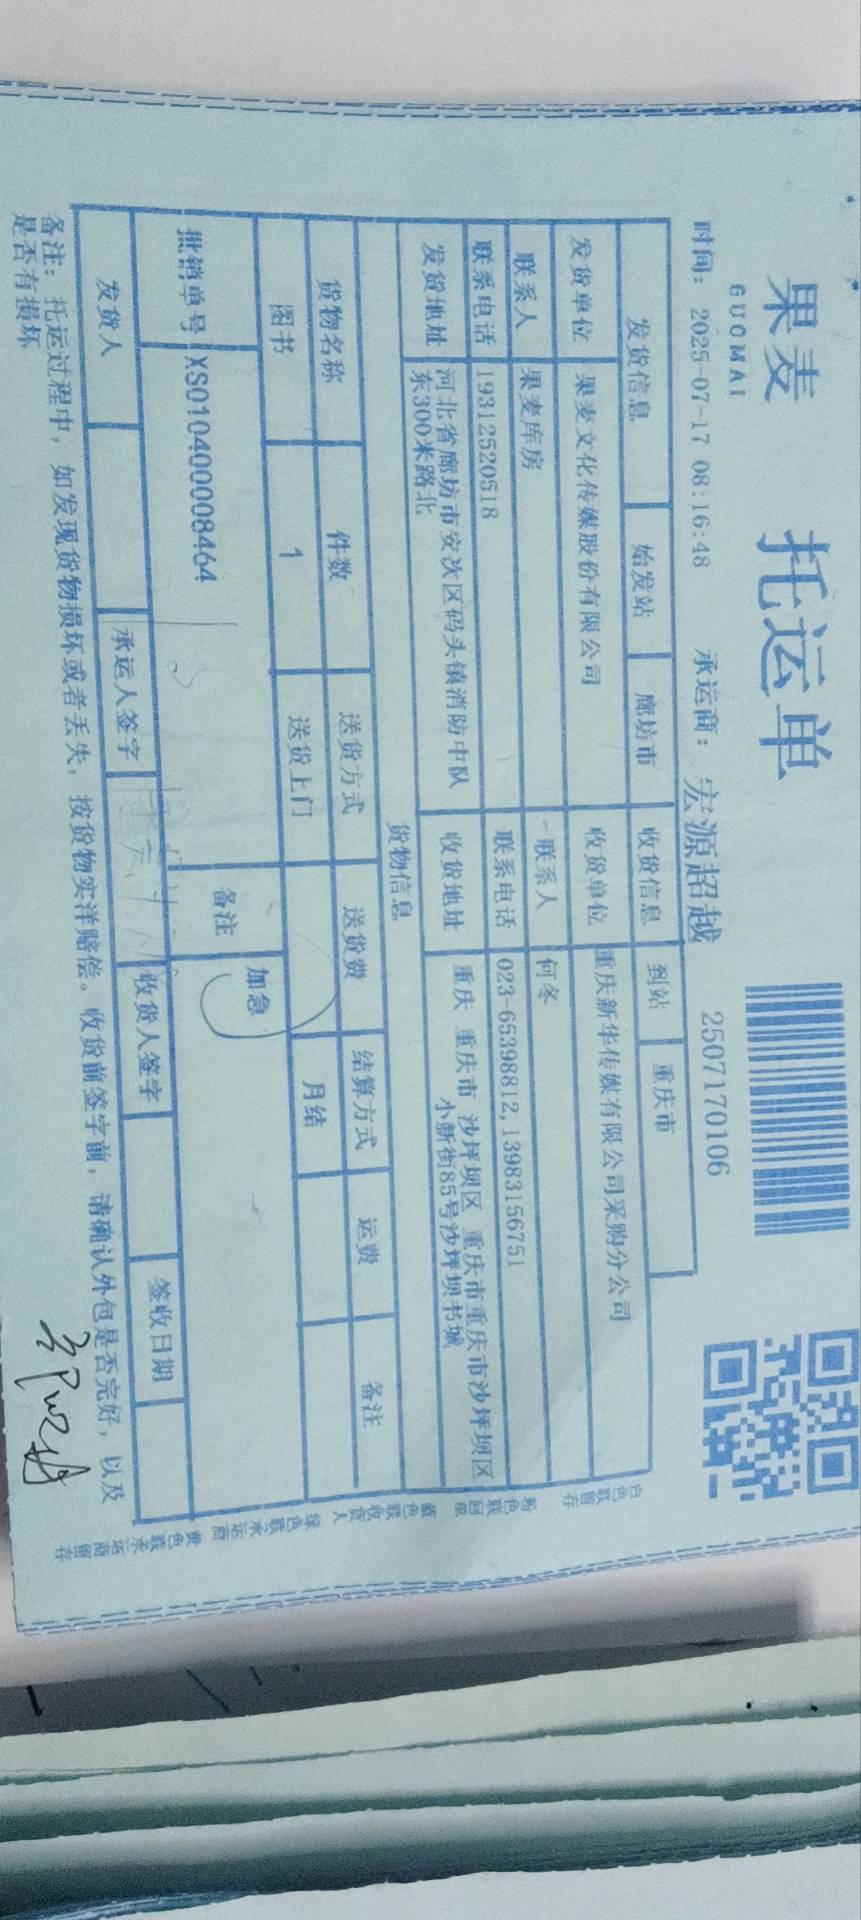 果麦 托运单
GUOMAI
时间：2025-07-17 08:16:48 承运商：宏源超越 2507170106
发货信息 始发站 廊坊市 收货信息 到站 重庆市
发货单位 果麦文化传媒股份有限公司 收货单位 重庆新华传媒有限公司采购分公司
联系人 果麦库房 联系人 何冬
联系电话 19312520518 联系电话 023-65398812,13983156751
发货地址 河北省廊坊市安次区码头镇消防中队 收货地址 重庆 重庆市 沙坪坝区 重庆市重庆市沙坪坝区
东300米路北 小新街85号沙坪坝书城
货物信息
货物名称 件数 送货方式 送货费 结算方式 运费 备注
图书 1 送货上门 月结
批销单号 XS010400008464 备注 加急
发货人 承运人签字 收货人签字 签收日期
备注：托运过程中，如发现货物损坏或者丢失，按货物实洋赔偿。收货前签字前，请确认外包是否完好，以及
是否有损坏
白色联留存
粉色联回单
蓝色联收货人
绿色联承运商
黄色联承运商留存